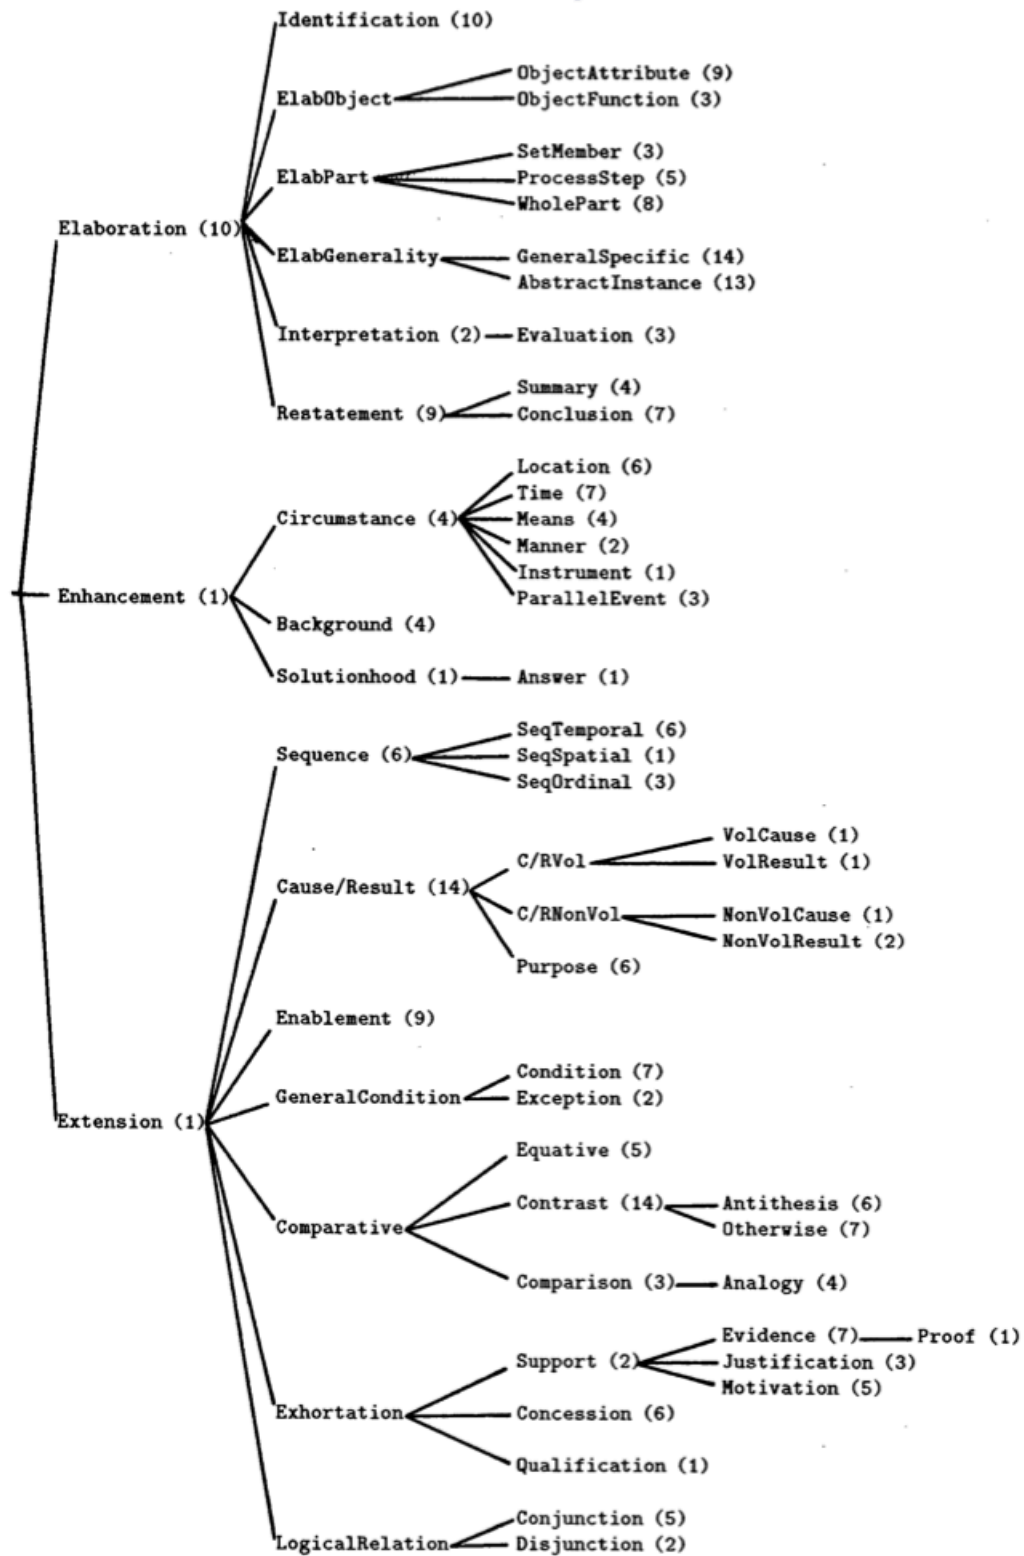 Identification (10)
ObjectAttribute (9)
ElabObject
ObjectFunction (3)
SetMember (3)
ElabPart
ProcessStep (5)
WholePart (8)
Elaboration (10)
ElabGenerality
GeneralSpecific (14)
AbstractInstance (13)
Interpretation (2)
Evaluation (3)
Summary (4)
Restatement (9)
Conclusion (7)
Location (6)
Time (7)
Circumstance (4)
Means (4)
Manner (2)
Instrument (1)
Enhancement (1)
ParallelEvent (3)
Background (4)
Solutionhood (1)
Answer (1)
SeqTemporal (6)
Sequence (6)
SeqSpatial (1)
SeqOrdinal (3)
VolCause (1)
C/RVol
VolResult (1)
Cause/Result (14)
C/RNonVol
NonVolCause (1)
NonVolResult (2)
Purpose (6)
Enablement (9)
Condition (7)
GeneralCondition
Exception (2)
Extension (1)
Equative (5)
Contrast (14)
Antithesis (6)
Otherwise (7)
Comparative
Comparison (3)
Analogy (4)
Evidence (7)
Proof (1)
Support (2)
Justification (3)
Motivation (5)
Exhortation
Concession (6)
Qualification (1)
Conjunction (5)
LogicalRelation
Disjunction (2)